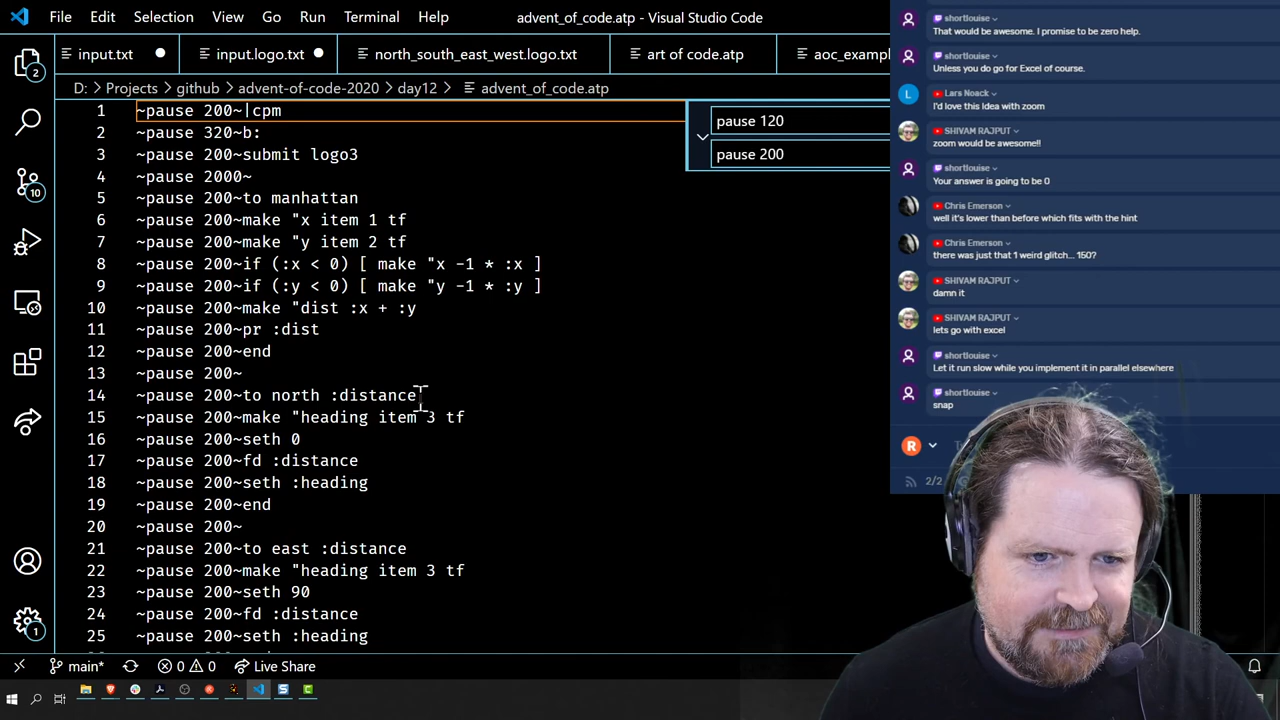 File Edit Selection View Go Run Terminal Help advent_of_code.atp - Visual Studio Code
input.txt input.logo.txt north_south_east_west.logo.txt art of code.atp aoc_examp
D: > Projects > github > advent-of-code-2020 > day12 > advent_of_code.atp
1 ~pause 200~|cpm
2 ~pause 320~b:
3 ~pause 200~submit logo3
4 ~pause 2000~
5 ~pause 200~to manhattan
6 ~pause 200~make "x item 1 tf
7 ~pause 200~make "y item 2 tf
8 ~pause 200~if (:x < 0) [ make "x -1 * :x ]
9 ~pause 200~if (:y < 0) [ make "y -1 * :y ]
10 ~pause 200~make "dist :x + :y
11 ~pause 200~pr :dist
12 ~pause 200~end
13 ~pause 200~
14 ~pause 200~to north :distance
15 ~pause 200~make "heading item 3 tf
16 ~pause 200~seth 0
17 ~pause 200~fd :distance
18 ~pause 200~seth :heading
19 ~pause 200~end
20 ~pause 200~
21 ~pause 200~to east :distance
22 ~pause 200~make "heading item 3 tf
23 ~pause 200~seth 90
24 ~pause 200~fd :distance
25 ~pause 200~seth :heading
pause 120
pause 200
2
10
1
main* 0 0 Live Share
shortlouise
That would be awesome. I promise to be zero help.
shortlouise
Unless you do go for Excel of course.
L Lars Noack
I'd love this Idea with zoom
SHIVAM RAJPUT
zoom would be awesome!!
shortlouise
Your answer is going to be 0
Chris Emerson
well it's lower than before which fits with the hint
Chris Emerson
there was just that 1 weird glitch... 150?
SHIVAM RAJPUT
damn it
SHIVAM RAJPUT
lets go with excel
shortlouise
Let it run slow while you implement it in parallel elsewhere
shortlouise
snap
R
2/2